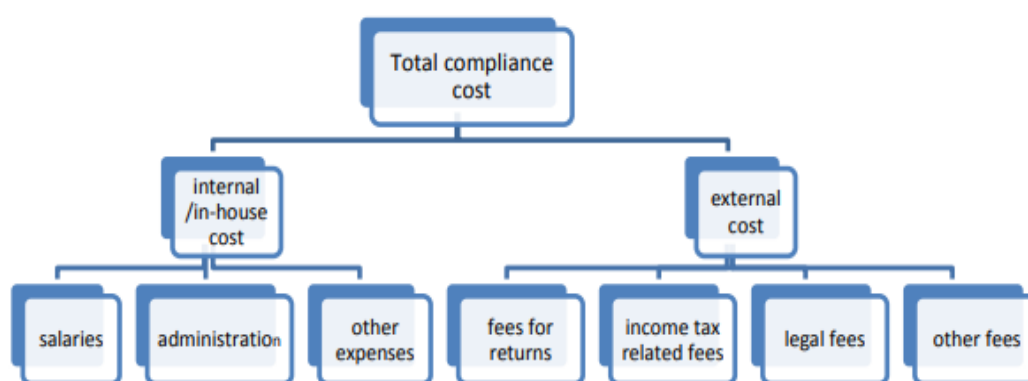 Total compliance
cost
internal
/in-house
cost
external
cost
salaries
administration
other
expenses
fees for
returns
income tax
related fees
legal fees
other fees